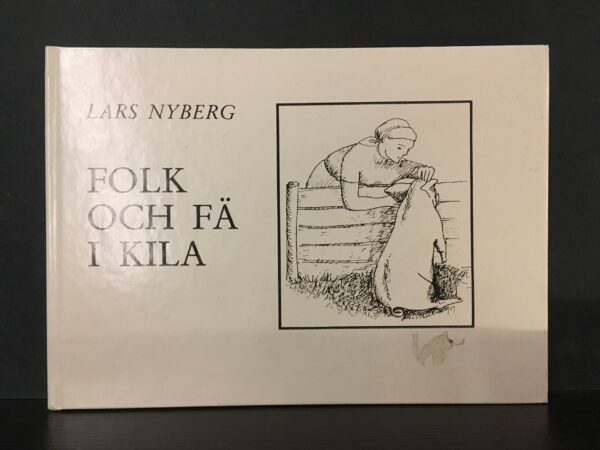 LARS NYBERG
FOLK
OCH FÄ
I KILA